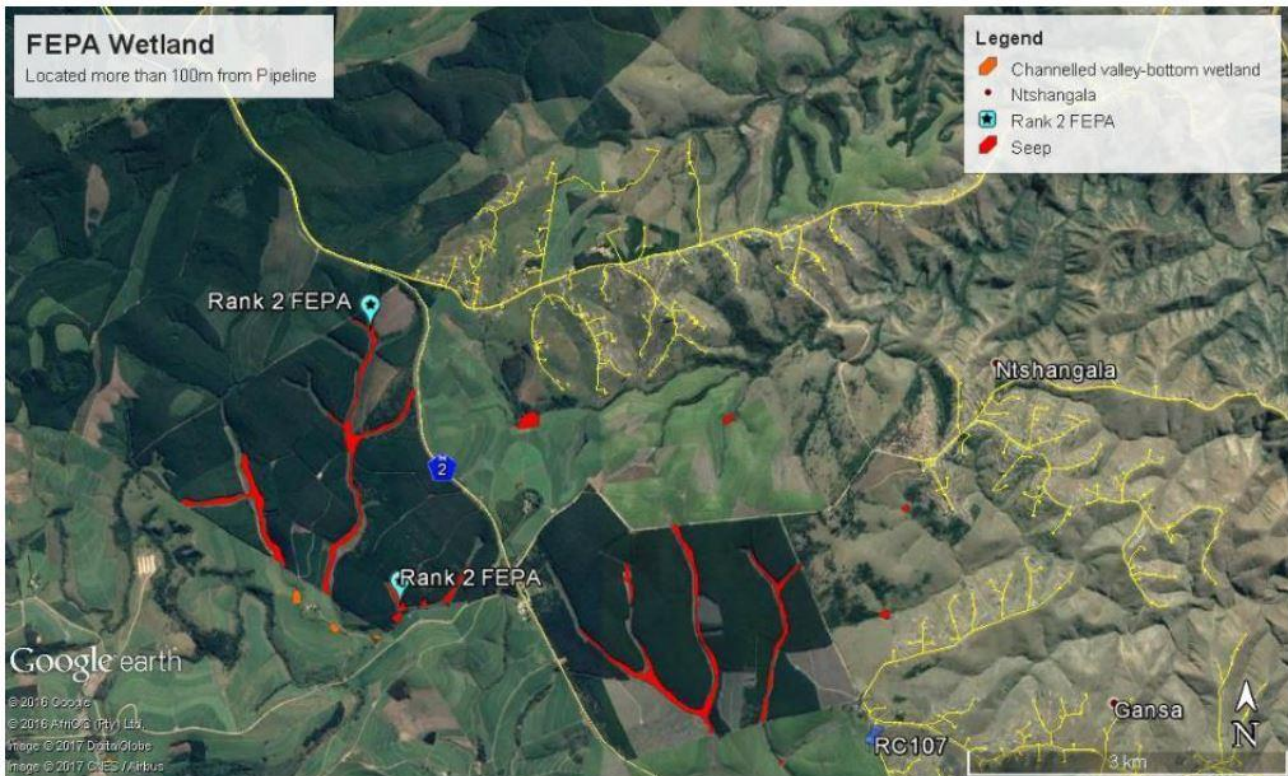 FEPA Wetland
Located more than 100m from Pipeline
Legend
Channelled valley-bottom wetland
Ntshangala
Rank 2 FEPA
Seep
Rank 2 FEPA
Ntshangala
2
Rank 2 FEPA
Google earth
© 2016 Google
© 2016 AfriGIS (Pty) Ltd.
Image © 2017 DigitalGlobe
Image © 2017 CNES / Airbus
Gansa
RC107
N
3 km